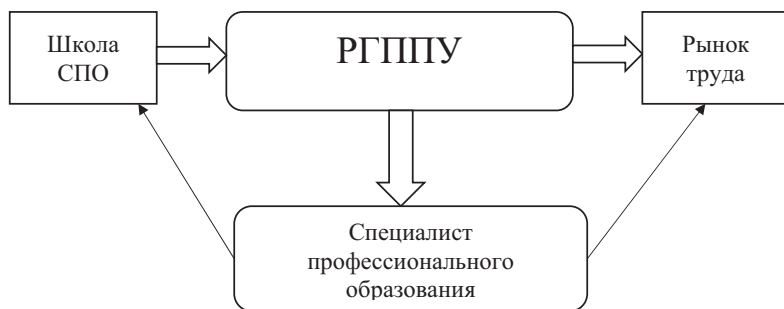 Школа
СПО
РГППУ
Рынок
труда
Специалист
профессионального
образования